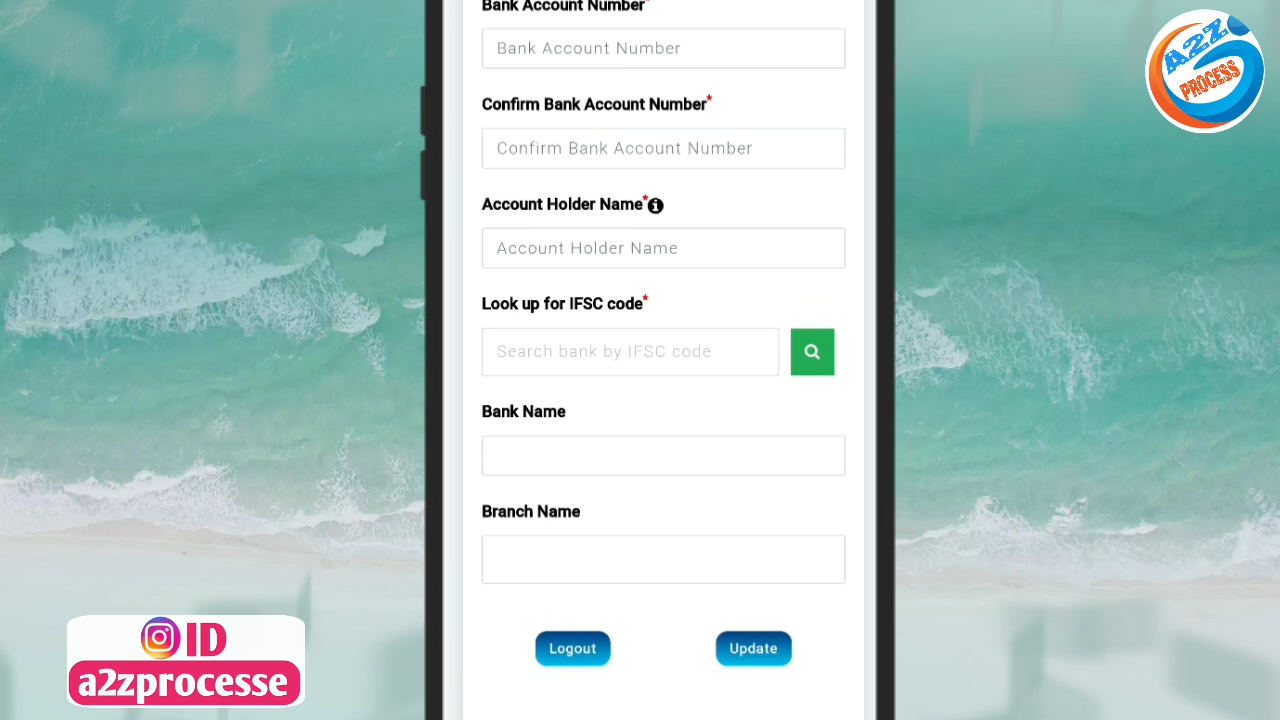 Bank Account Number*
Bank Account Number
Confirm Bank Account Number*
Confirm Bank Account Number
Account Holder Name*
Account Holder Name
Look up for IFSC code*
Search bank by IFSC code
Bank Name
Branch Name
Logout
Update
A2Z
PROCESS
ID
a2zprocesse